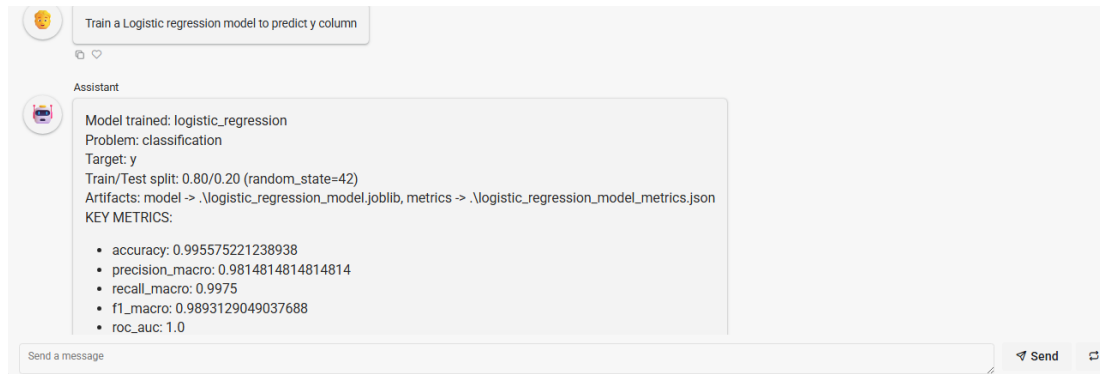 Train a Logistic regression model to predict y column
Assistant
Model trained: logistic_regression
Problem: classification
Target: y
Train/Test split: 0.80/0.20 (random_state=42)
Artifacts: model -> .\logistic_regression_model.joblib, metrics -> .\logistic_regression_model_metrics.json
KEY METRICS:
• accuracy: 0.995575221238938
• precision_macro: 0.9814814814814814
• recall_macro: 0.9975
• f1_macro: 0.9893129049037688
• roc_auc: 1.0
Send a message
Send